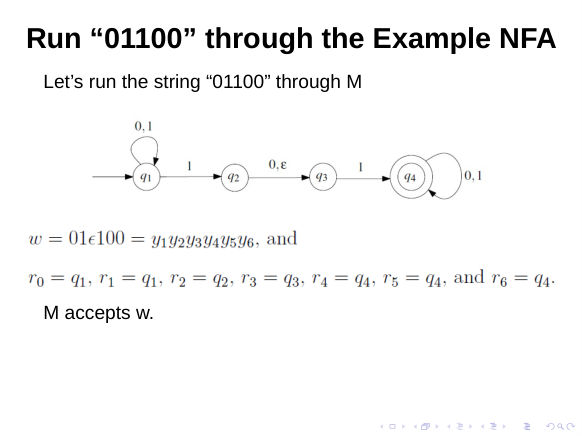 Run “01100” through the Example NFA
Let’s run the string “01100” through M
0,1
1
0,ε
1
0,1
q₁
q₂
q₃
q₄
w = 01ϵ100 = y₁y₂y₃y₄y₅y₆, and
r₀ = q₁, r₁ = q₁, r₂ = q₂, r₃ = q₃, r₄ = q₄, r₅ = q₄, and r₆ = q₄.
M accepts w.